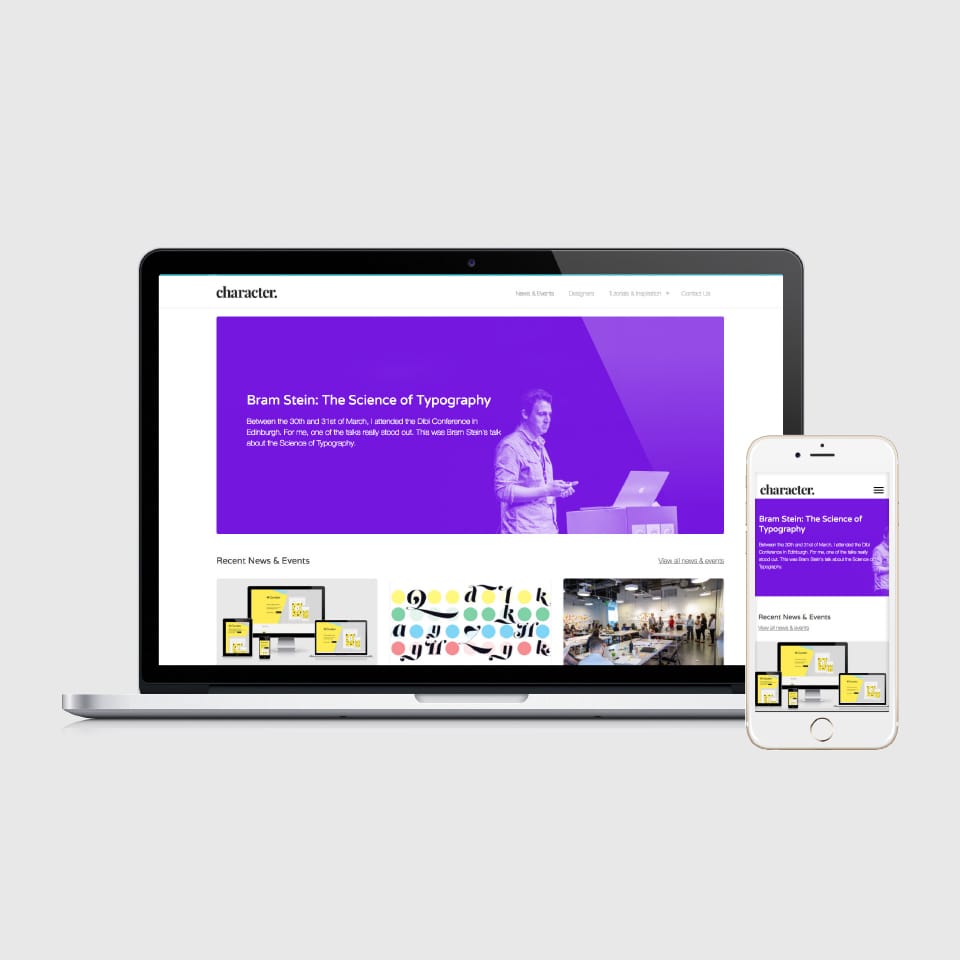 character.
News & Events Designers Tutorials & Inspiration + Contact Us
Bram Stein: The Science of Typography
Between the 30th and 31st of March, I attended the Dibi Conference in
Edinburgh. For me, one of the talks really stood out. This was Bram Stein's talk
about the Science of Typography.
Recent News & Events
View all news & events
Q d k k
a y z y k
y k
character.
Bram Stein: The Science of
Typography
Between the 30th and 31st of March, I attended the Dibi
Conference in Edinburgh. For me, one of the talks really
stood out. This was Bram Stein's talk about the Science of
Typography.
Recent News & Events
View all news & events